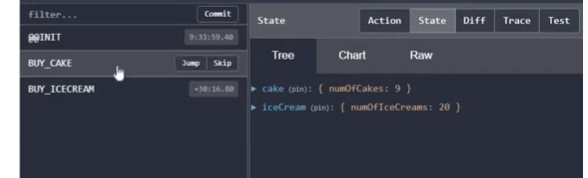 filter... Commit
State Action State Diff Trace Test
@@INIT 9:33:59.40
Tree Chart Raw
BUY_CAKE Jump Skip
cake (pin): { numOfCakes: 9 }
BUY_ICECREAM +30:16.80
iceCream (pin): { numOfIceCreams: 20 }